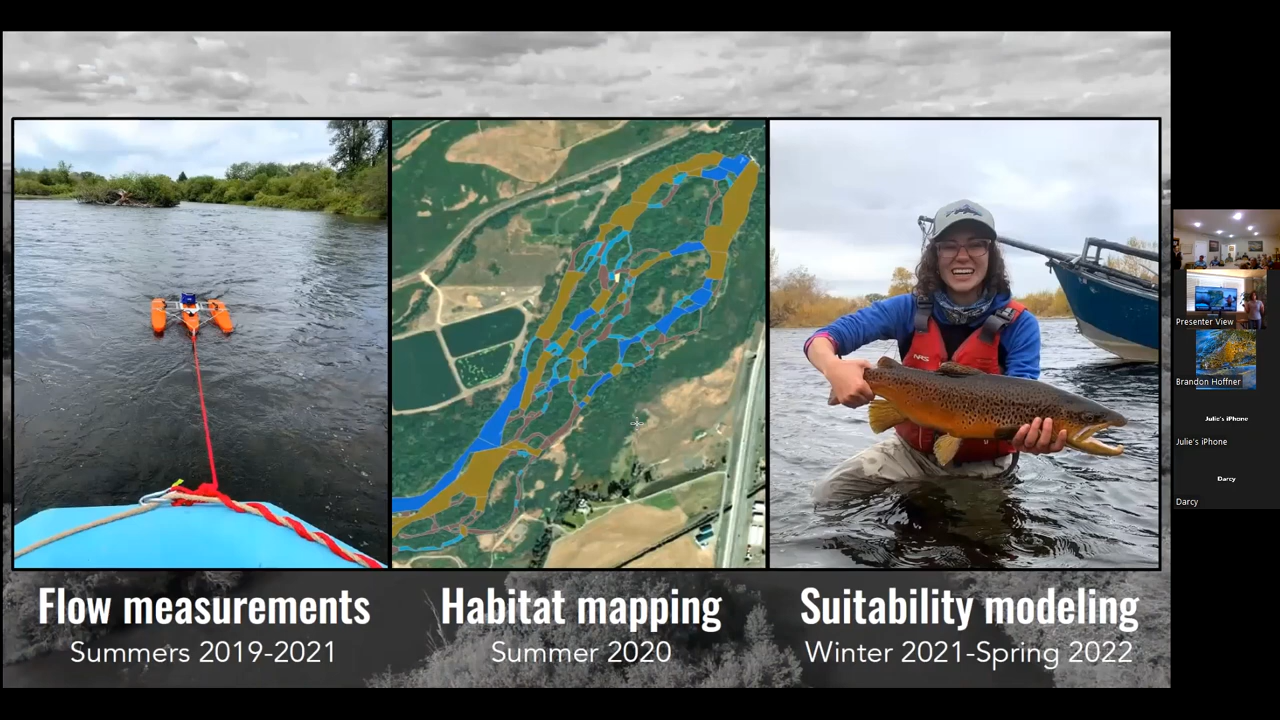 Flow measurements
Summers 2019-2021
Habitat mapping
Summer 2020
Suitability modeling
Winter 2021-Spring 2022
NRS
Presenter View
Brandon Hoffner
Julie's iPhone
Julie's iPhone
Darcy
Darcy